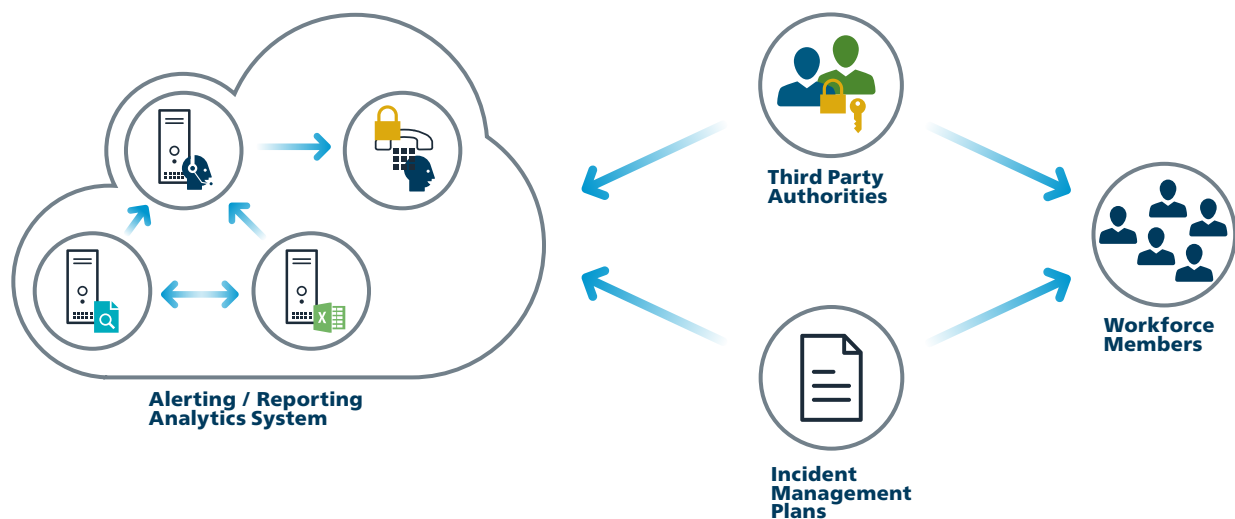 Third Party
Authorities
Workforce
Members
Alerting / Reporting
Analytics System
Incident
Management
Plans
X